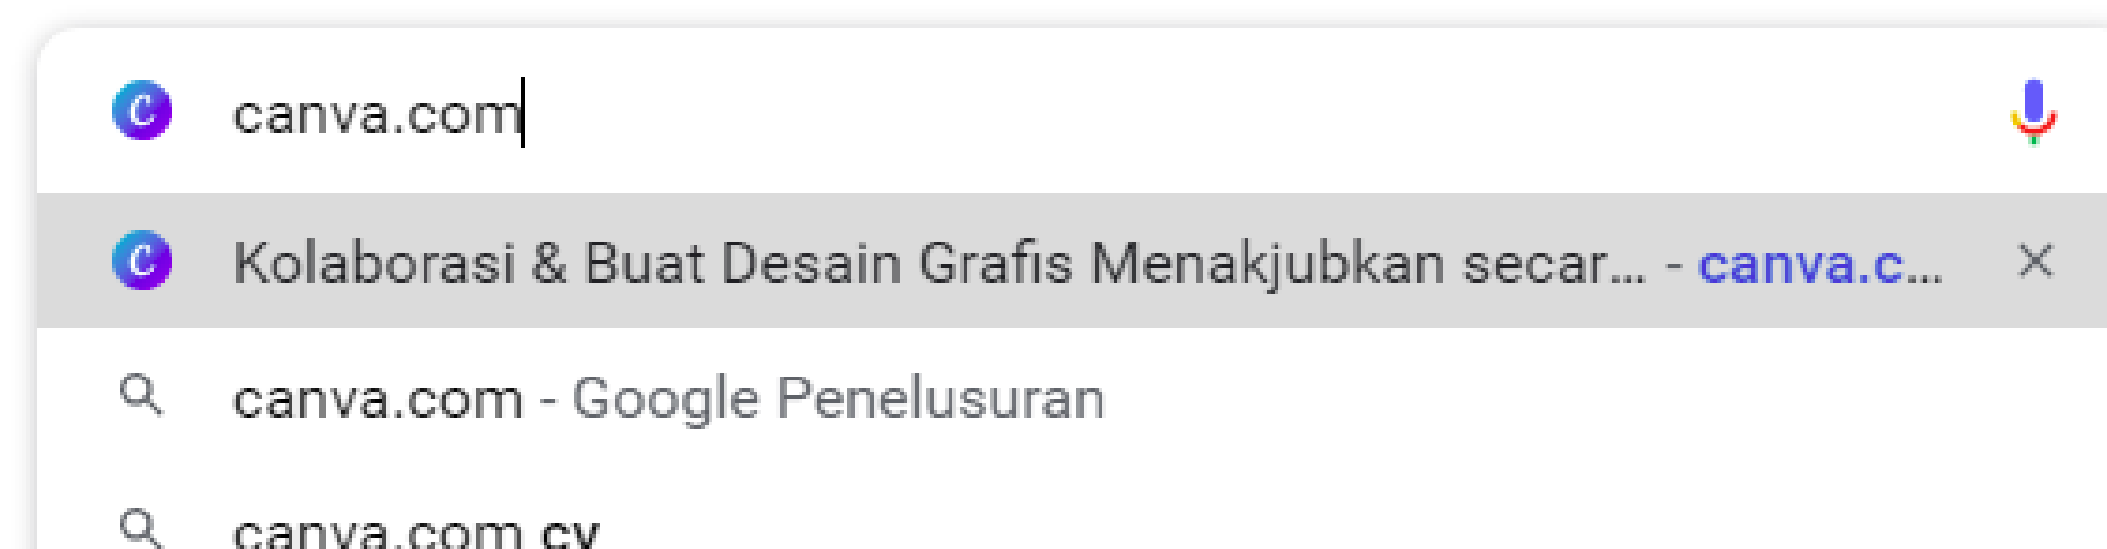 canva.com
Kolaborasi & Buat Desain Grafis Menakjubkan secar... - canva.c...
canva.com - Google Penelusuran
canva.com cv